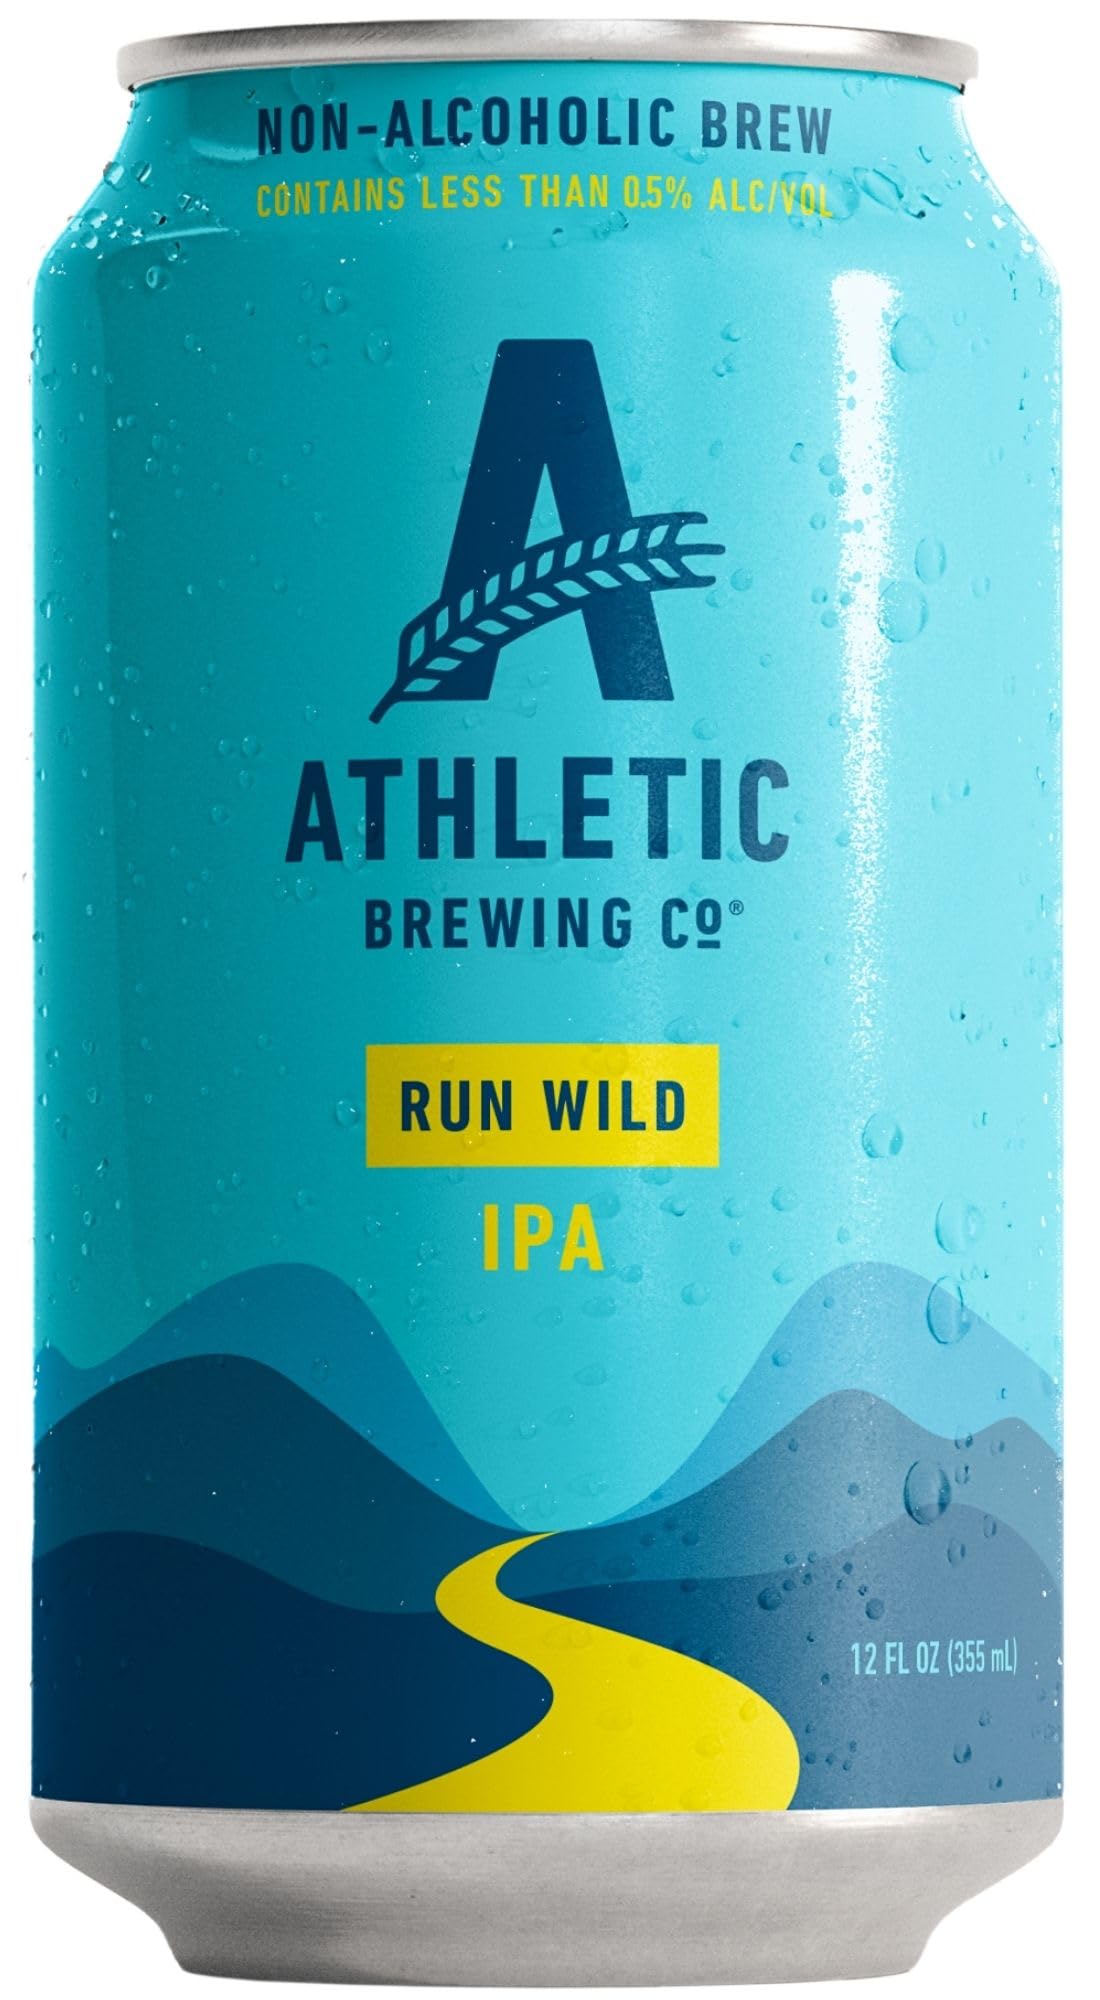 NON-ALCOHOLIC BREW
CONTAINS LESS THAN 0.5% ALC/VOL
A
ATHLETIC
BREWING Cº®
RUN WILD
IPA
12 FL OZ (355 mL)